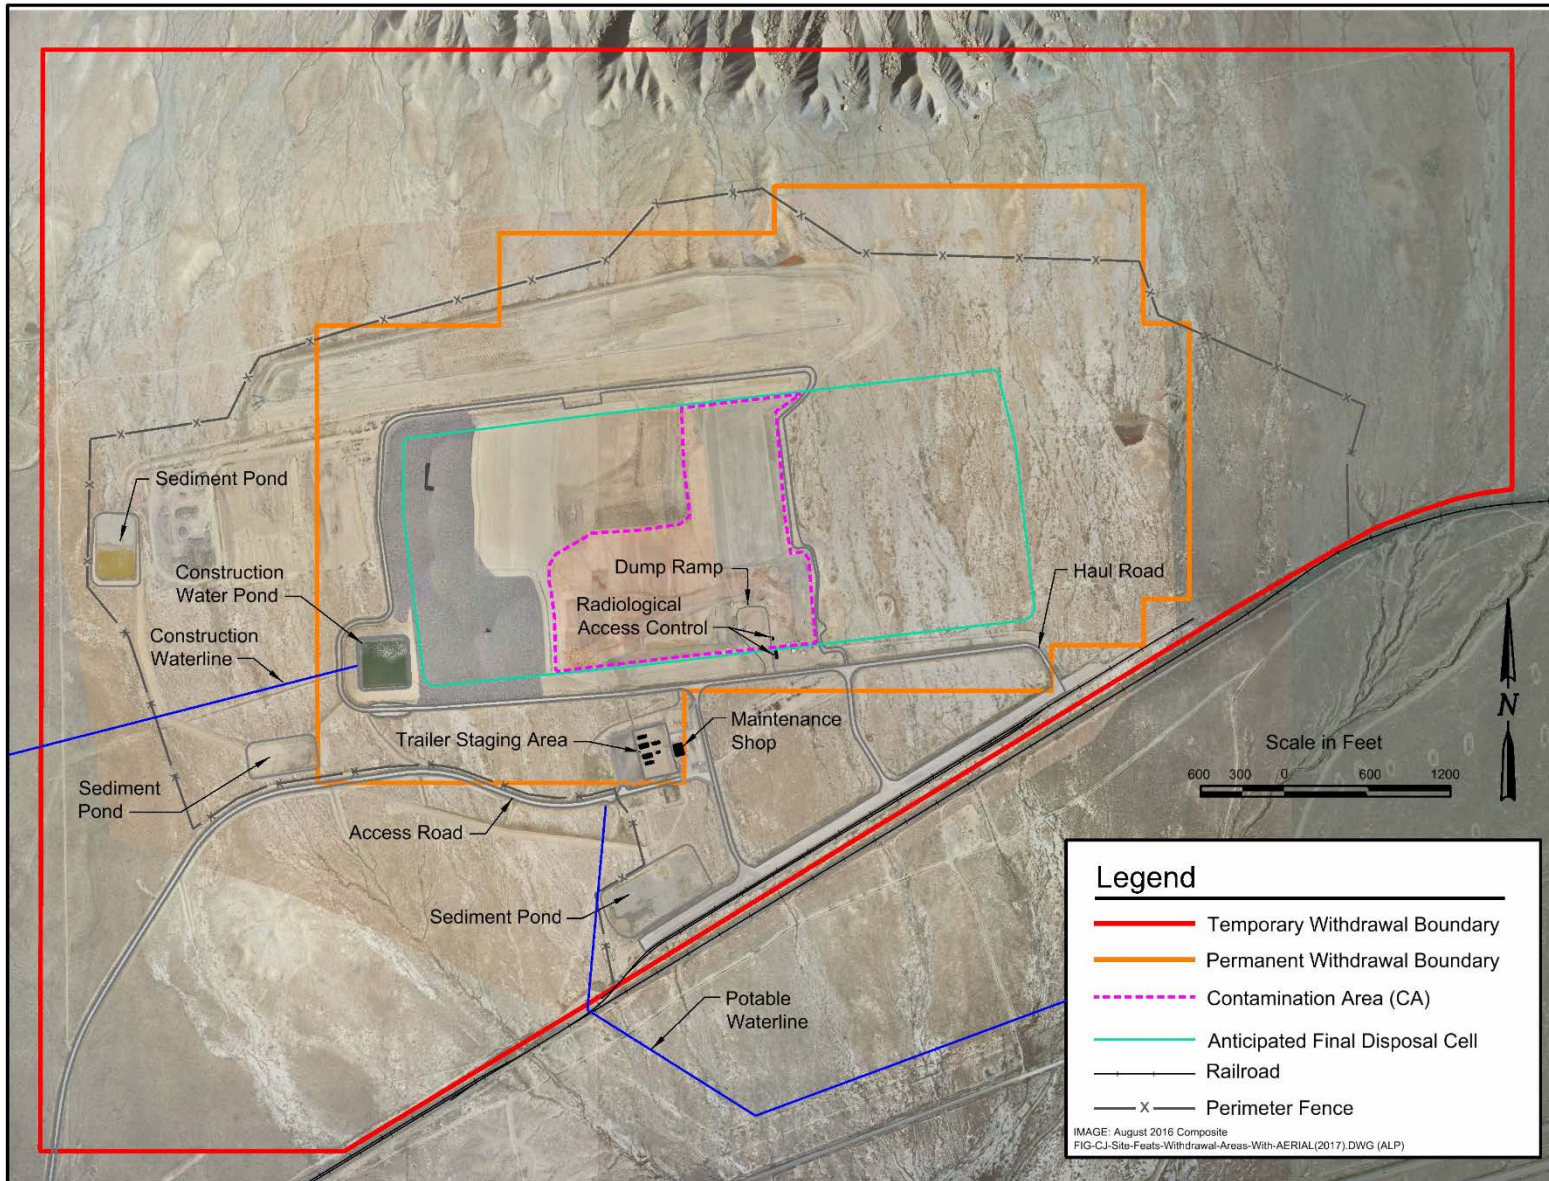 Sediment Pond
Construction
Water Pond
Construction
Waterline
Dump Ramp
Radiological
Access Control
Haul Road
Trailer Staging Area
Maintenance
Shop
Sediment
Pond
Access Road
Sediment Pond
Potable
Waterline
N
Scale in Feet
600 300 0 600 1200
Legend
Temporary Withdrawal Boundary
Permanent Withdrawal Boundary
Contamination Area (CA)
Anticipated Final Disposal Cell
Railroad
X Perimeter Fence
IMAGE: August 2016 Composite
FIG-CJ-Site-Feats-Withdrawal-Areas-With-AERIAL(2017).DWG (ALP)